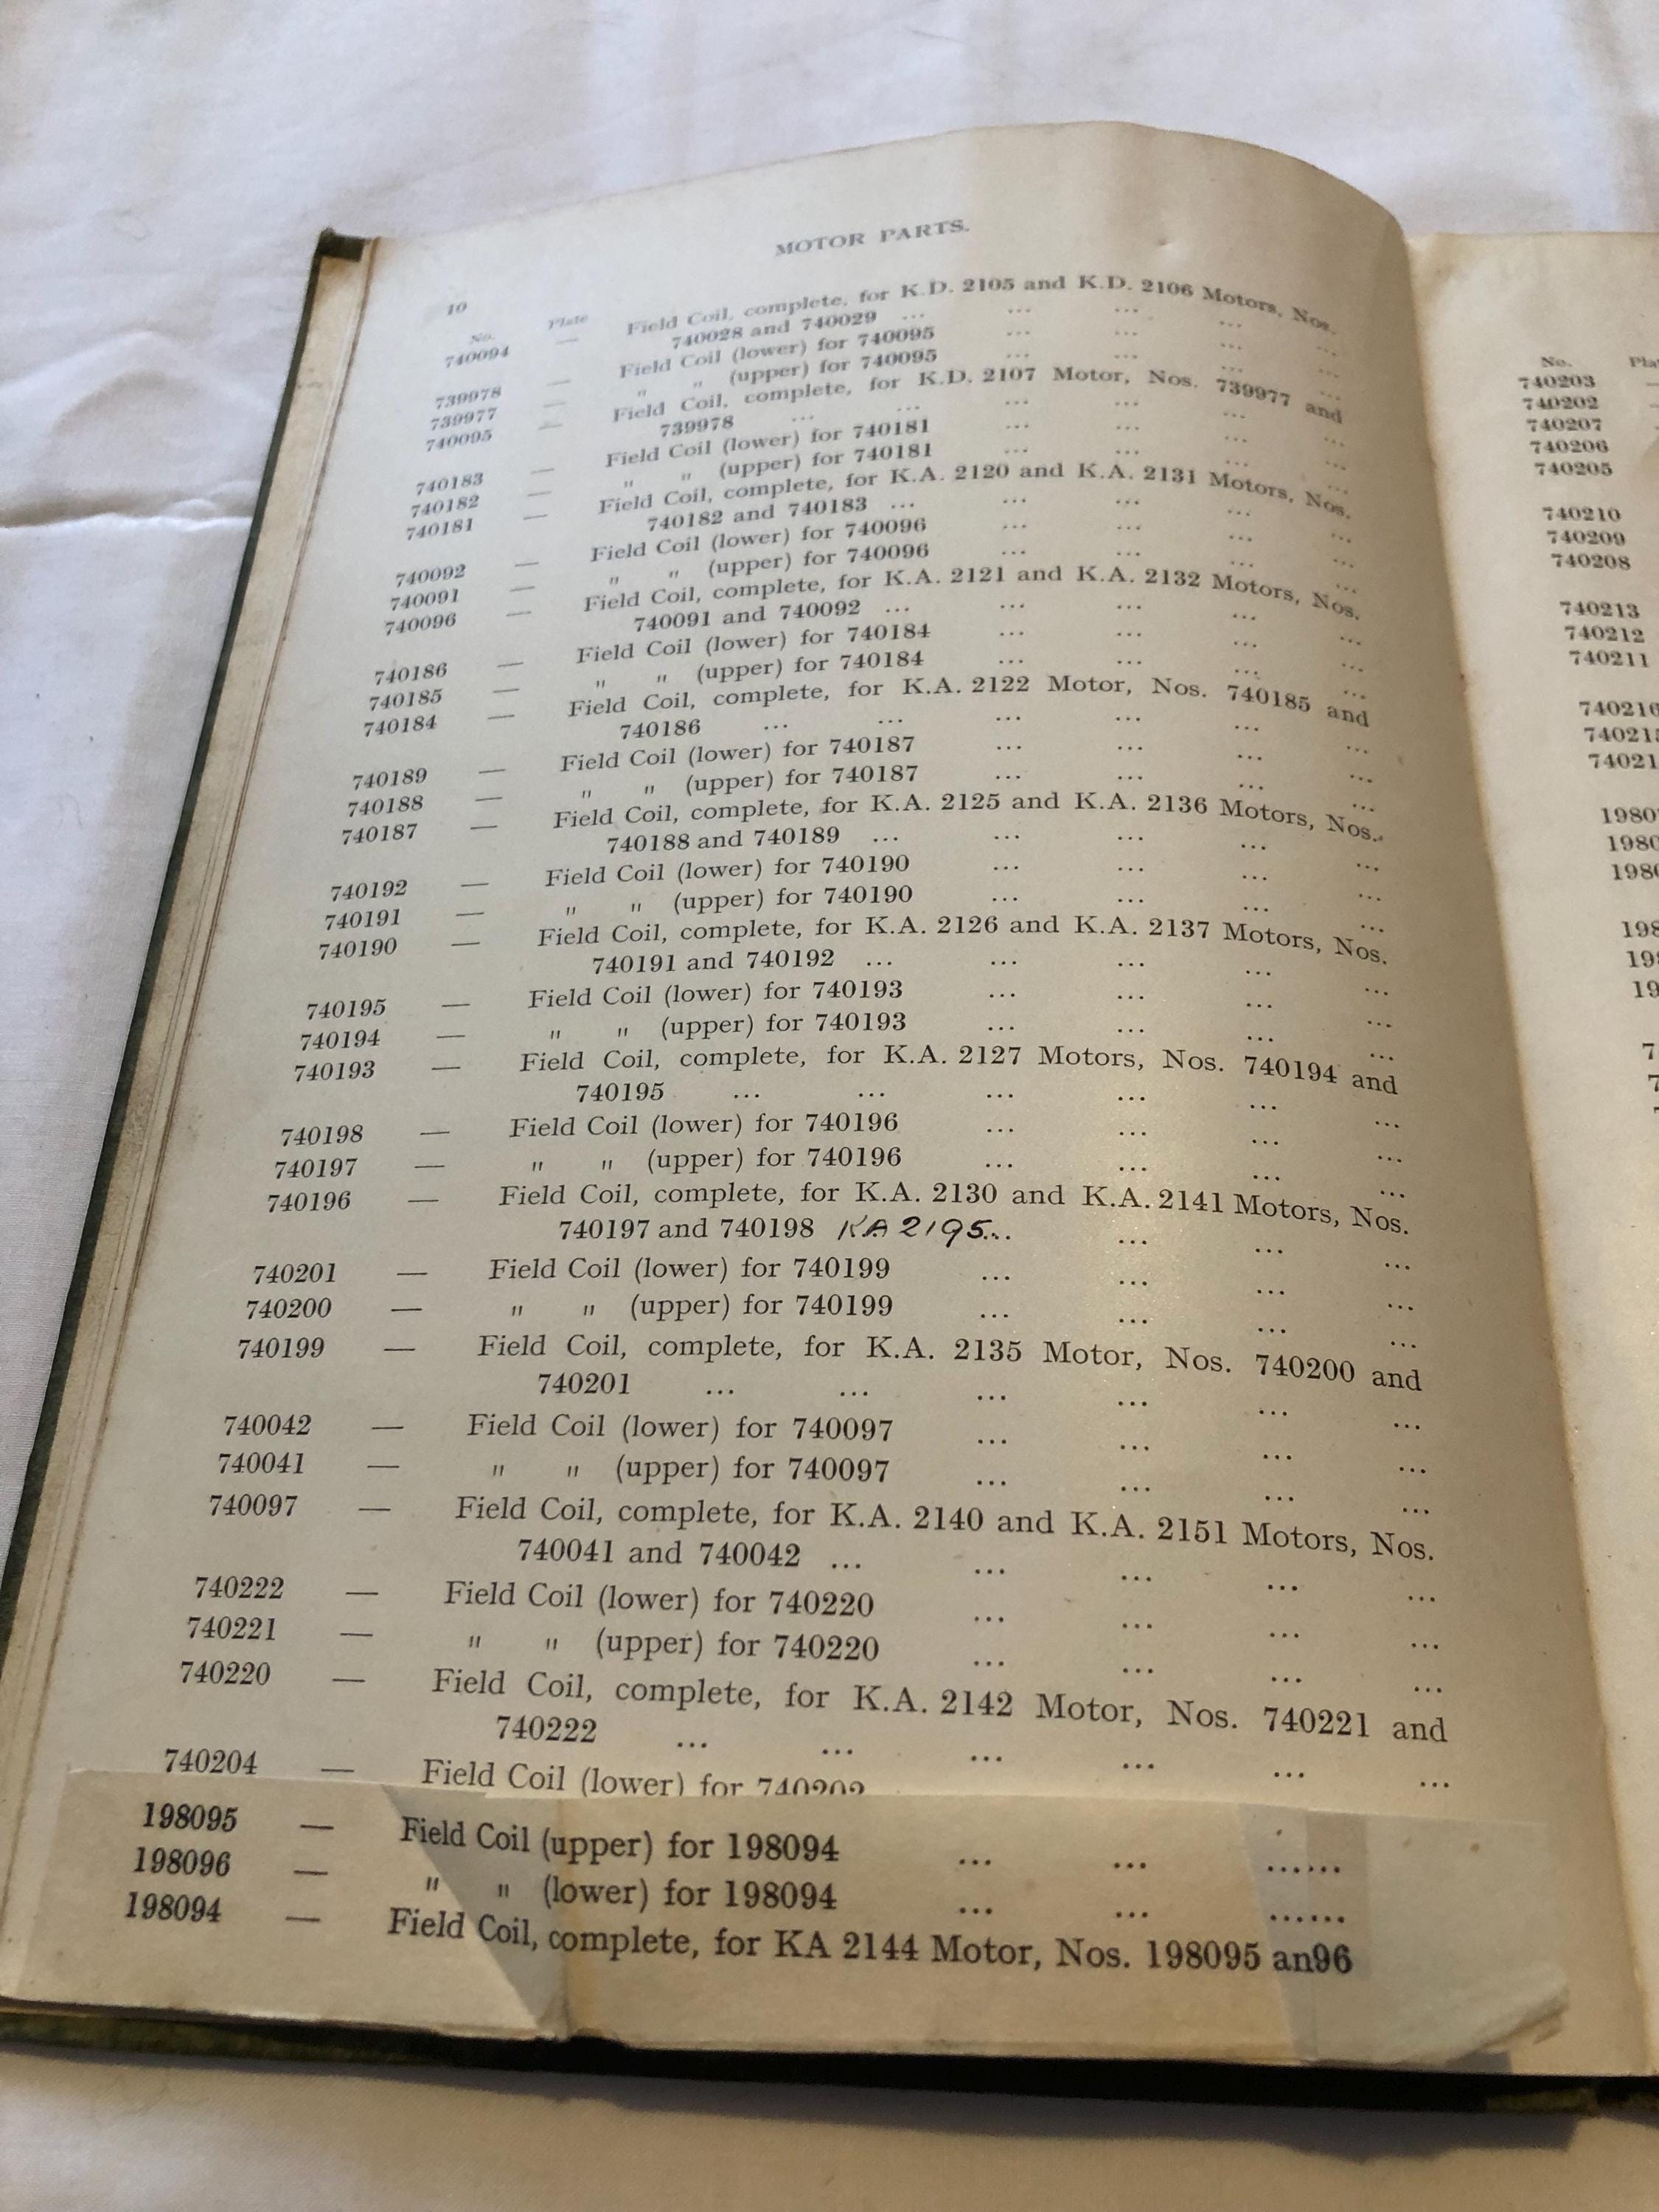 10
MOTOR PARTS.
No. Plate
740094 — Field Coil, complete, for K.D. 2105 and K.D. 2106 Motors, Nos.
740028 and 740029 ... ... ... ... ...
739978 — Field Coil (lower) for 740095 ... ... ... ...
739977 — " " (upper) for 740095 ... ... ... ...
740095 — Field Coil, complete, for K.D. 2107 Motor, Nos. 739977 and
739978 ... ... ... ... ... ...
740183 — Field Coil (lower) for 740181 ... ... ... ...
740182 — " " (upper) for 740181 ... ... ... ...
740181 — Field Coil, complete, for K.A. 2120 and K.A. 2131 Motors, Nos.
740182 and 740183 ... ... ... ... ...
740092 — Field Coil (lower) for 740096 ... ... ... ...
740091 — " " (upper) for 740096 ... ... ... ...
740096 — Field Coil, complete, for K.A. 2121 and K.A. 2132 Motors, Nos.
740091 and 740092 ... ... ... ... ...
740186 — Field Coil (lower) for 740184 ... ... ... ...
740185 — " " (upper) for 740184 ... ... ... ...
740184 — Field Coil, complete, for K.A. 2122 Motor, Nos. 740185 and
740186 ... ... ... ... ... ...
740189 — Field Coil (lower) for 740187 ... ... ... ...
740188 — " " (upper) for 740187 ... ... ... ...
740187 — Field Coil, complete, for K.A. 2125 and K.A. 2136 Motors, Nos.
740188 and 740189 ... ... ... ... ...
740192 — Field Coil (lower) for 740190 ... ... ... ...
740191 — " " (upper) for 740190 ... ... ... ...
740190 — Field Coil, complete, for K.A. 2126 and K.A. 2137 Motors, Nos.
740191 and 740192 ... ... ... ... ...
740195 — Field Coil (lower) for 740193 ... ... ... ...
740194 — " " (upper) for 740193 ... ... ... ...
740193 — Field Coil, complete, for K.A. 2127 Motors, Nos. 740194 and
740195 ... ... ... ... ... ...
740198 — Field Coil (lower) for 740196 ... ... ... ...
740197 — " " (upper) for 740196 ... ... ... ...
740196 — Field Coil, complete, for K.A. 2130 and K.A. 2141 Motors, Nos.
740197 and 740198 KA 2195... ... ... ...
740201 — Field Coil (lower) for 740199 ... ... ... ...
740200 — " " (upper) for 740199 ... ... ... ...
740199 — Field Coil, complete, for K.A. 2135 Motor, Nos. 740200 and
740201 ... ... ... ... ... ...
740042 — Field Coil (lower) for 740097 ... ... ... ...
740041 — " " (upper) for 740097 ... ... ... ...
740097 — Field Coil, complete, for K.A. 2140 and K.A. 2151 Motors, Nos.
740041 and 740042 ... ... ... ... ...
740222 — Field Coil (lower) for 740220 ... ... ... ...
740221 — " " (upper) for 740220 ... ... ... ...
740220 — Field Coil, complete, for K.A. 2142 Motor, Nos. 740221 and
740222 ... ... ... ... ... ...
740204 — Field Coil (lower) for
198095 — Field Coil (upper) for 198094 ... ... ......
198096 — " " (lower) for 198094 ... ... ......
198094 — Field Coil, complete, for KA 2144 Motor, Nos. 198095 an96
No.
740203
740202
740207
740206
740205
740210
740209
740208
740213
740212
740211